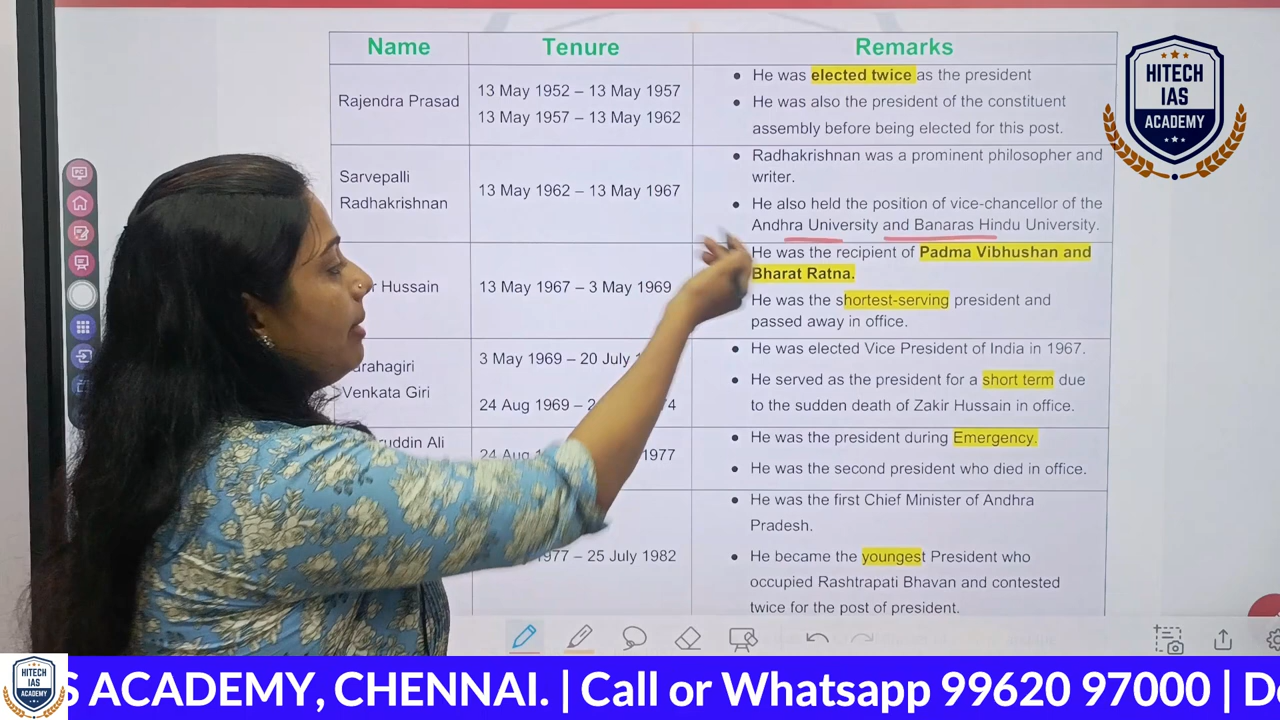 Name Tenure Remarks
HITECH
IAS
ACADEMY
Rajendra Prasad
13 May 1952 – 13 May 1957
13 May 1957 – 13 May 1962
He was elected twice as the president
He was also the president of the constituent
assembly before being elected for this post.
Sarvepalli
Radhakrishnan
13 May 1962 – 13 May 1967
Radhakrishnan was a prominent philosopher and
writer.
He also held the position of vice-chancellor of the
Andhra University and Banaras Hindu University.
Hussain
13 May 1967 – 3 May 1969
He was the recipient of Padma Vibhushan and
Bharat Ratna.
He was the shortest-serving president and
passed away in office.
Venkata Giri
3 May 1969 – 20 July
24 Aug 1969 – 2
He was elected Vice President of India in 1967.
He served as the president for a short term due
to the sudden death of Zakir Hussain in office.
Ali
24 Aug 1977
He was the president during Emergency.
He was the second president who died in office.
1977 – 25 July 1982
He was the first Chief Minister of Andhra
Pradesh.
He became the youngest President who
occupied Rashtrapati Bhavan and contested
twice for the post of president.
HITECH
IAS
ACADEMY
S ACADEMY, CHENNAI. | Call or Whatsapp 99620 97000 |